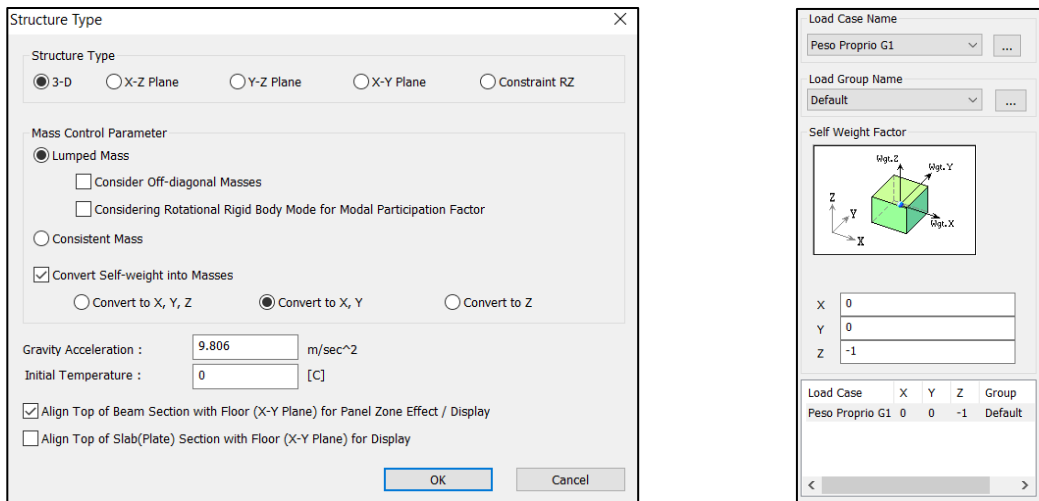 Structure Type
Structure Type
3-D X-Z Plane Y-Z Plane X-Y Plane Constraint RZ
Mass Control Parameter
Lumped Mass
Consider Off-diagonal Masses
Considering Rotational Rigid Body Mode for Modal Participation Factor
Consistent Mass
Convert Self-weight into Masses
Convert to X, Y, Z Convert to X, Y Convert to Z
Gravity Acceleration : 9.806 m/sec^2
Initial Temperature : 0 [C]
Align Top of Beam Section with Floor (X-Y Plane) for Panel Zone Effect / Display
Align Top of Slab(Plate) Section with Floor (X-Y Plane) for Display
OK Cancel
Load Case Name
Peso Proprio G1 ...
Load Group Name
Default ...
Self Weight Factor
Wgt.Z
Wgt.Y
Z
Y
Wgt.X
X
X 0
Y 0
Z -1
Load Case X Y Z Group
Peso Proprio G1 0 0 -1 Default